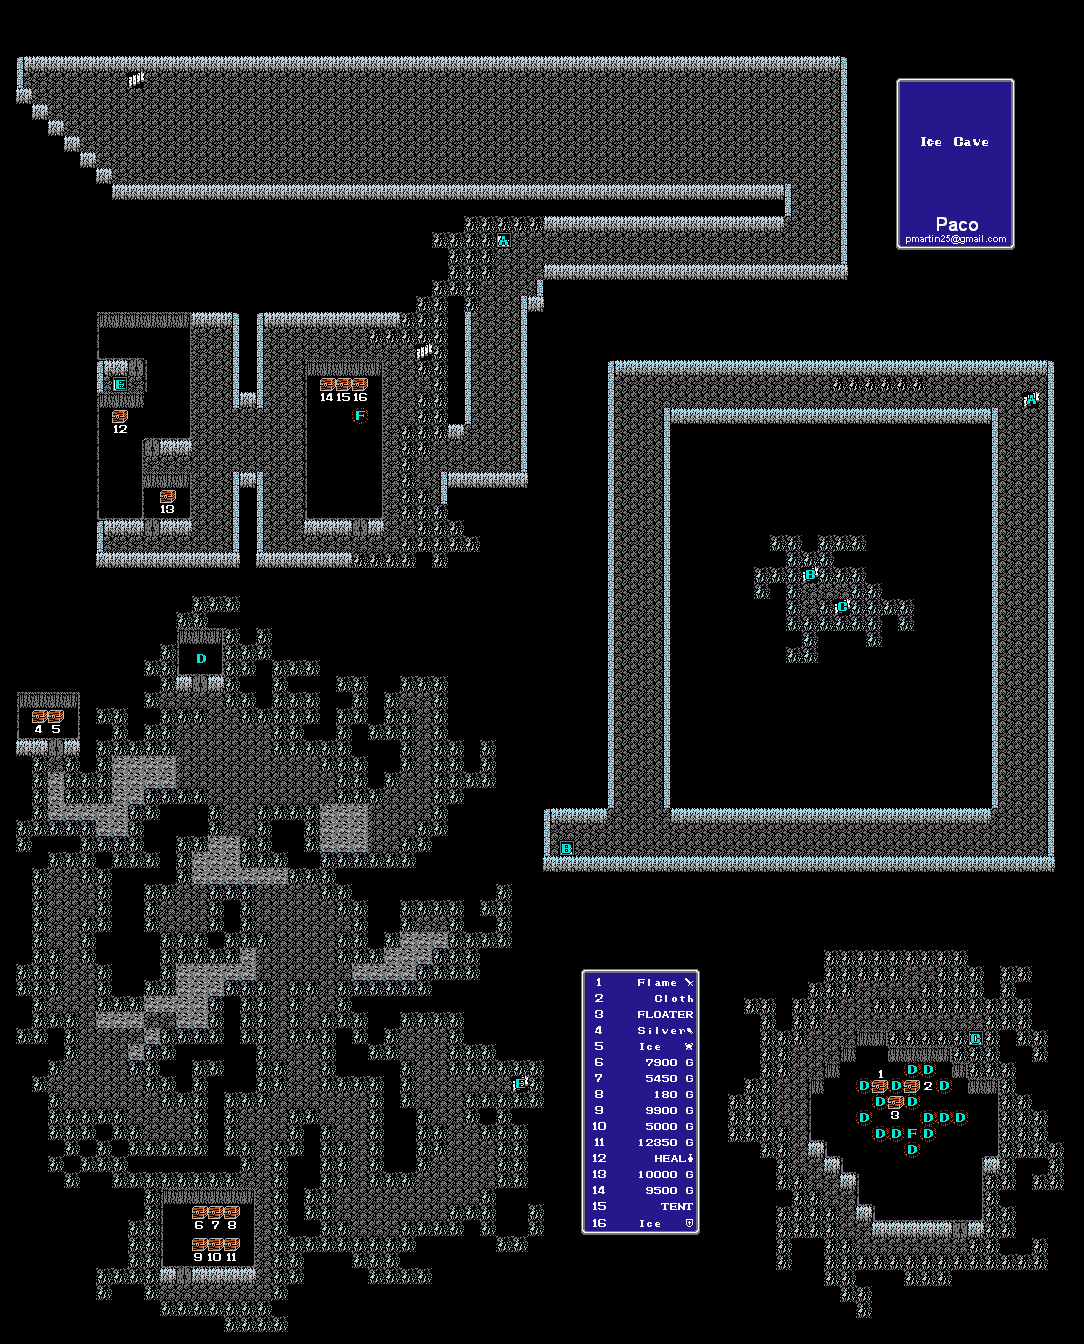 Ice Cave
Paco
pmartin25@gmail.com
A
E
14 15 16
F
12
13
A
B
C
D
4 5
B
1 Flame
2 Cloth
3 FLOATER
4 Silver
5 Ice
6 7900 G
7 5450 G
8 180 G
9 9900 G
10 5000 G
11 12350 G
12 HEAL
13 10000 G
14 9500 G
15 TENT
16 Ice
C
D D
1
D D 2 D
D D
3
D D D D
D D F D
D
E
6 7 8
9 10 11